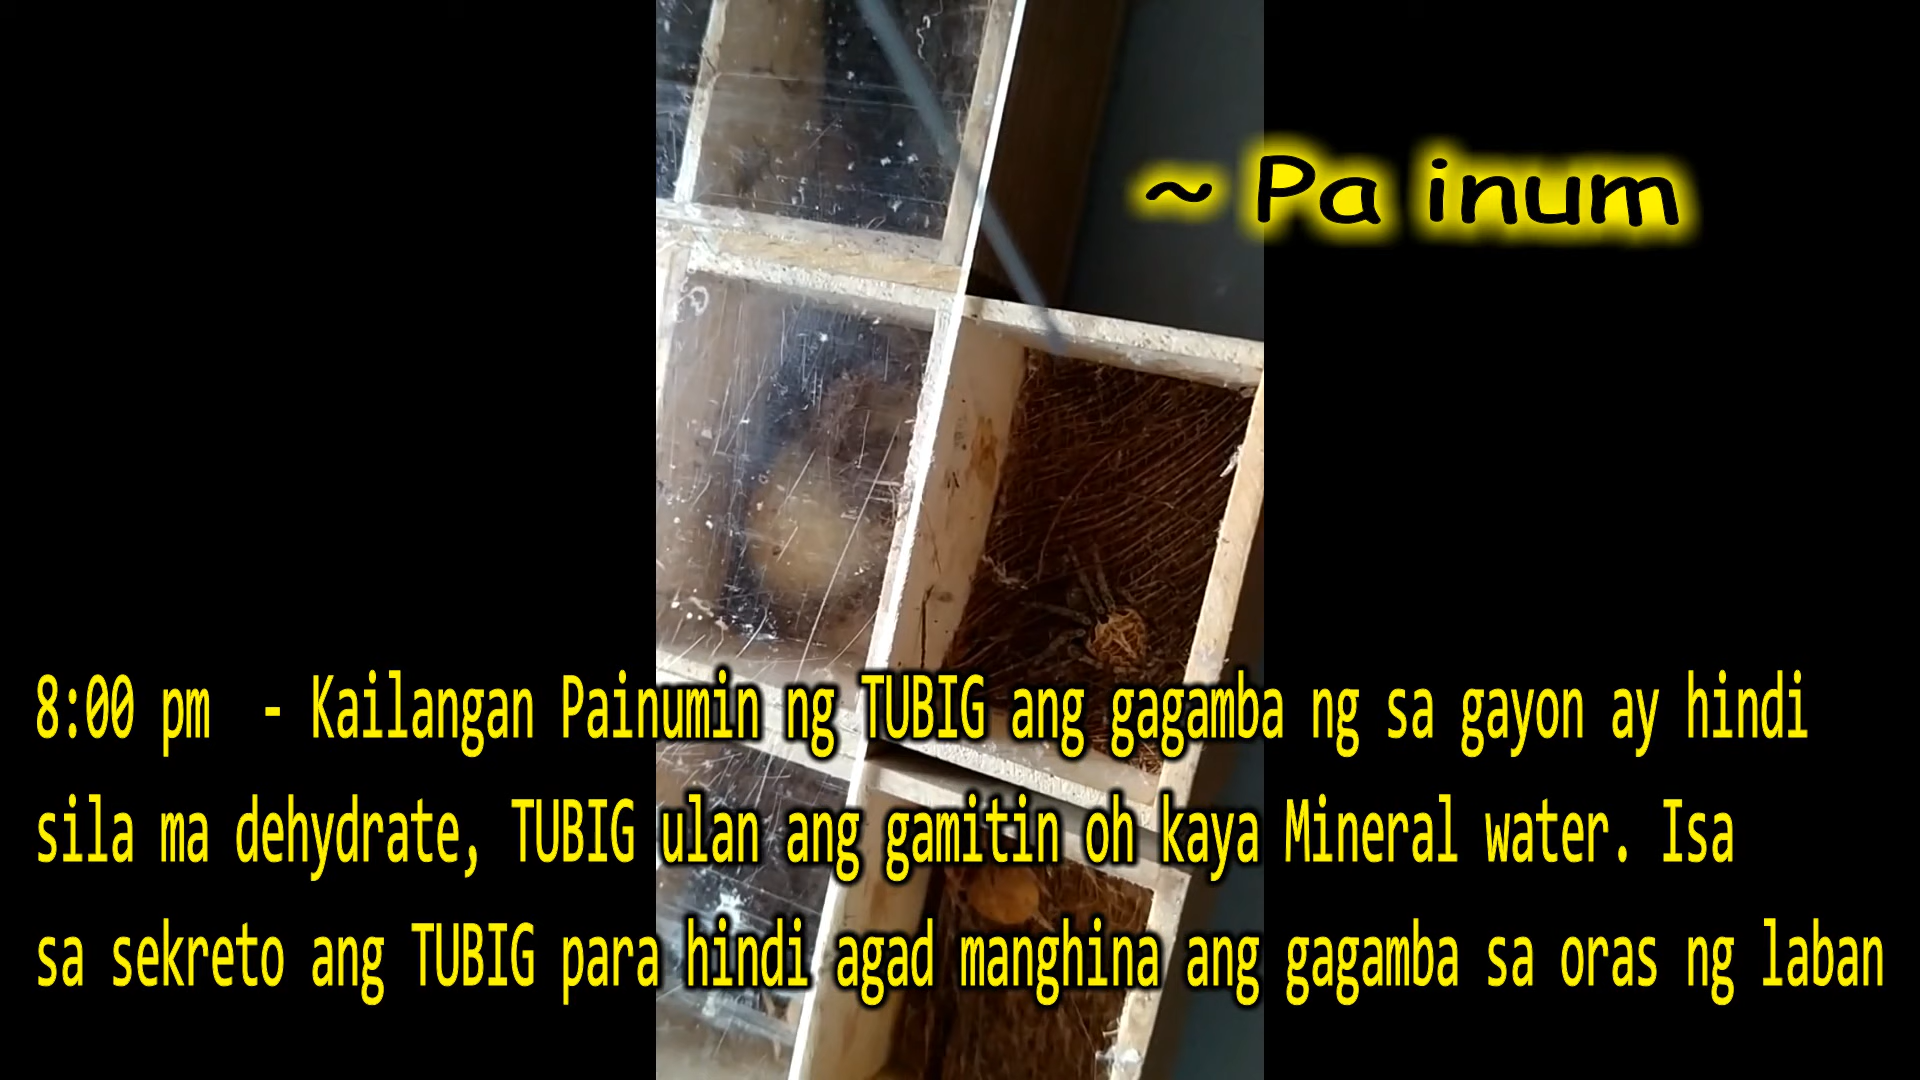 ~ Pa inum
8:00 pm - Kailangan Painumin ng TUBIG ang gagamba ng sa gayon ay hindi
sila ma dehydrate, TUBIG ulan ang gamitin oh kaya Mineral water. Isa
sa sekreto ang TUBIG para hindi agad manghina ang gagamba sa oras ng laban